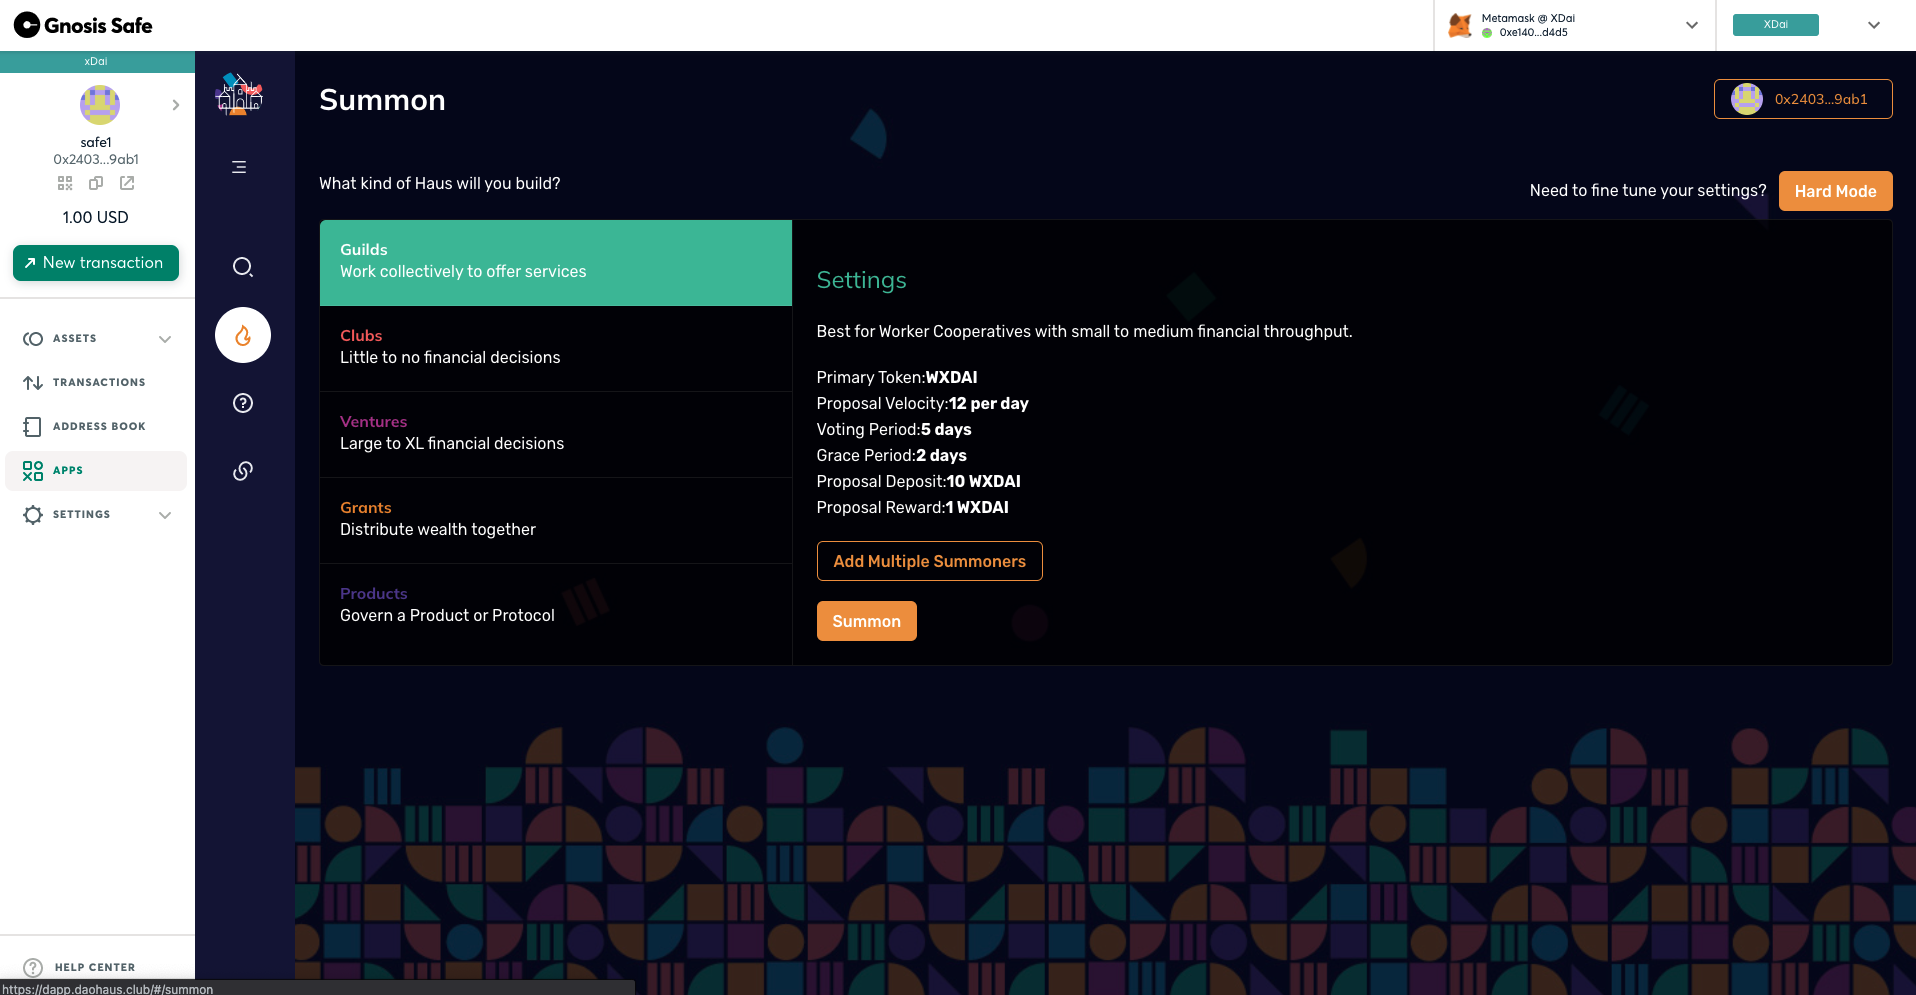 Gnosis Safe
Metamask @ XDai
0xe140...d4d5
XDai
xDai
safe1
0x2403...9ab1
1.00 USD
New transaction
ASSETS
TRANSACTIONS
ADDRESS BOOK
APPS
SETTINGS
HELP CENTER
Summon
0x2403...9ab1
What kind of Haus will you build?
Need to fine tune your settings?
Hard Mode
Guilds
Work collectively to offer services
Clubs
Little to no financial decisions
Ventures
Large to XL financial decisions
Grants
Distribute wealth together
Products
Govern a Product or Protocol
Settings
Best for Worker Cooperatives with small to medium financial throughput.
Primary Token:WXDAI
Proposal Velocity:12 per day
Voting Period:5 days
Grace Period:2 days
Proposal Deposit:10 WXDAI
Proposal Reward:1 WXDAI
Add Multiple Summoners
Summon
https://dapp.daohaus.club/#/summon